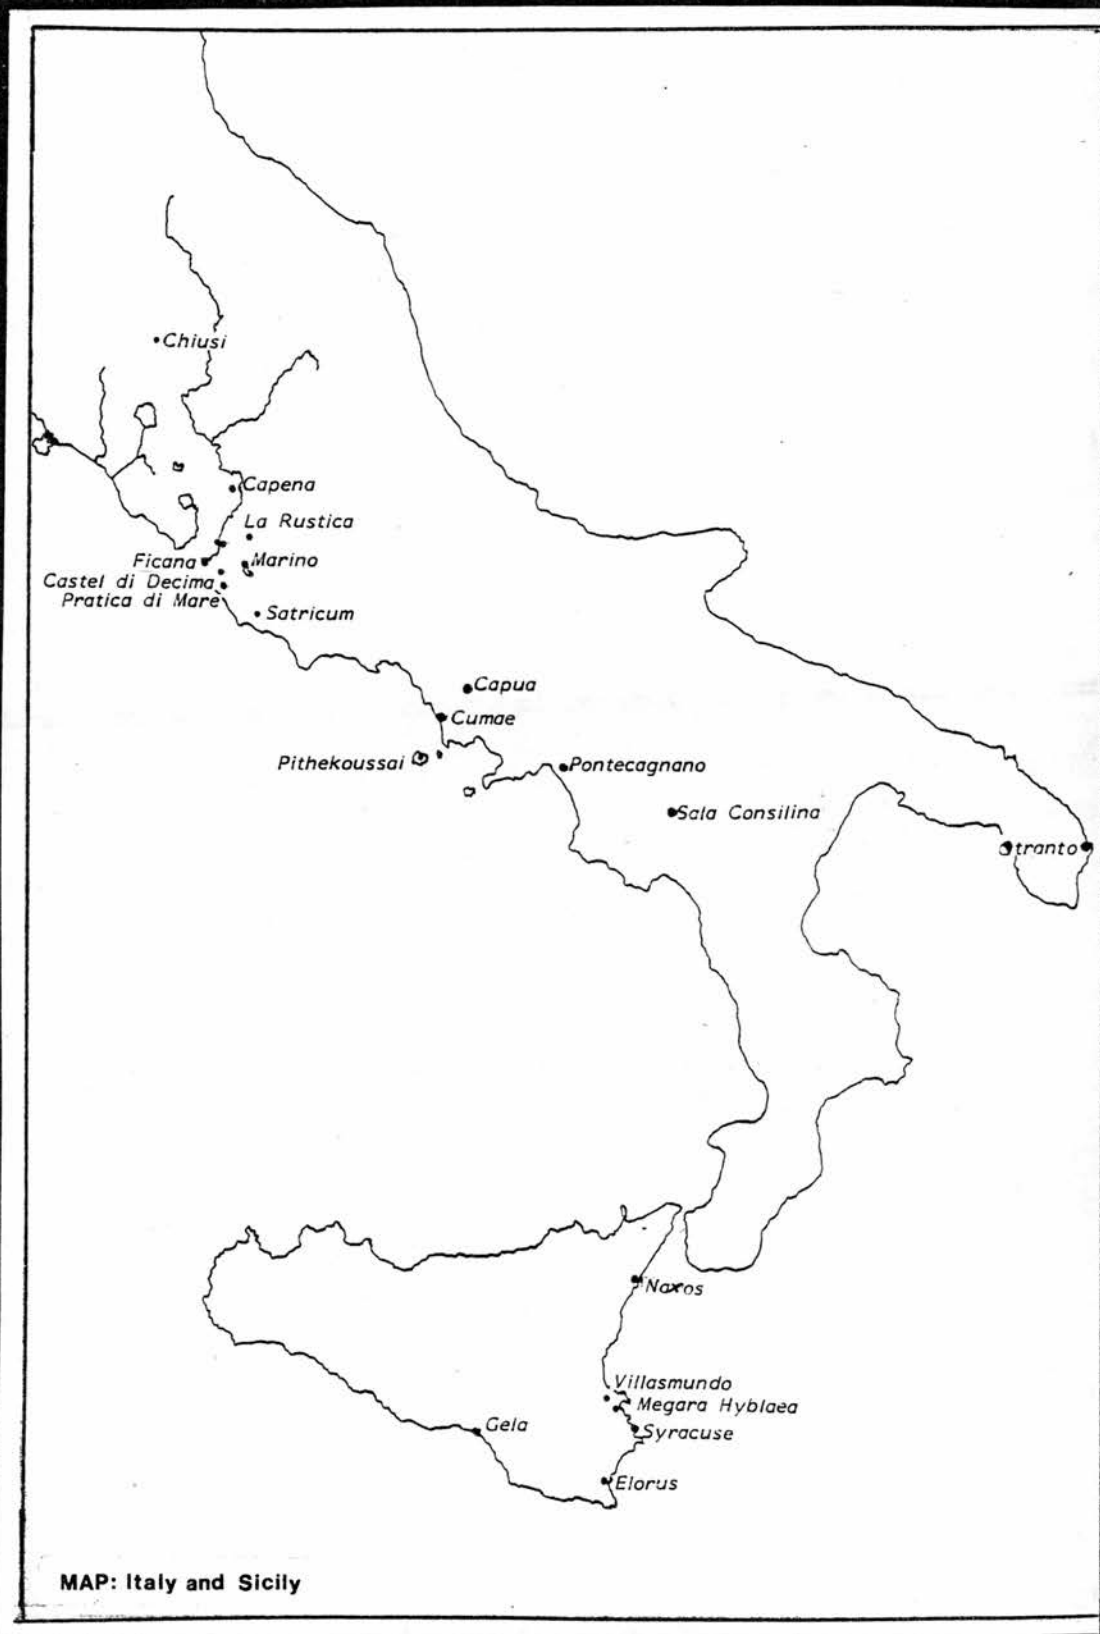 Chiusi
Capena
La Rustica
Ficana
Marino
Castel di Decima
Pratica di Mare
Satricum
Capua
Cumae
Pithekoussai
Pontecagnano
Sala Consilina
Otranto
Naxos
Villasmundo
Megara Hyblaea
Gela
Syracuse
Elorus
MAP: Italy and Sicily